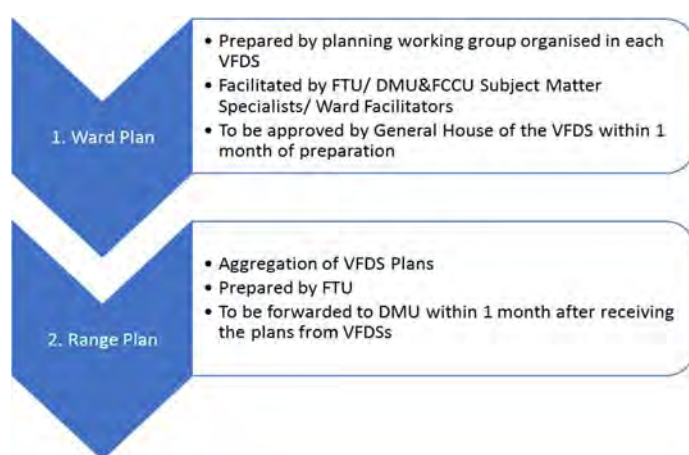 1. Ward Plan
• Prepared by planning working group organised in each
VFDS
• Facilitated by FTU/ DMU&FCCU Subject Matter
Specialists/ Ward Facilitators
• To be approved by General House of the VFDS within 1
month of preparation
2. Range Plan
• Aggregation of VFDS Plans
• Prepared by FTU
• To be forwarded to DMU within 1 month after receiving
the plans from VFDSs